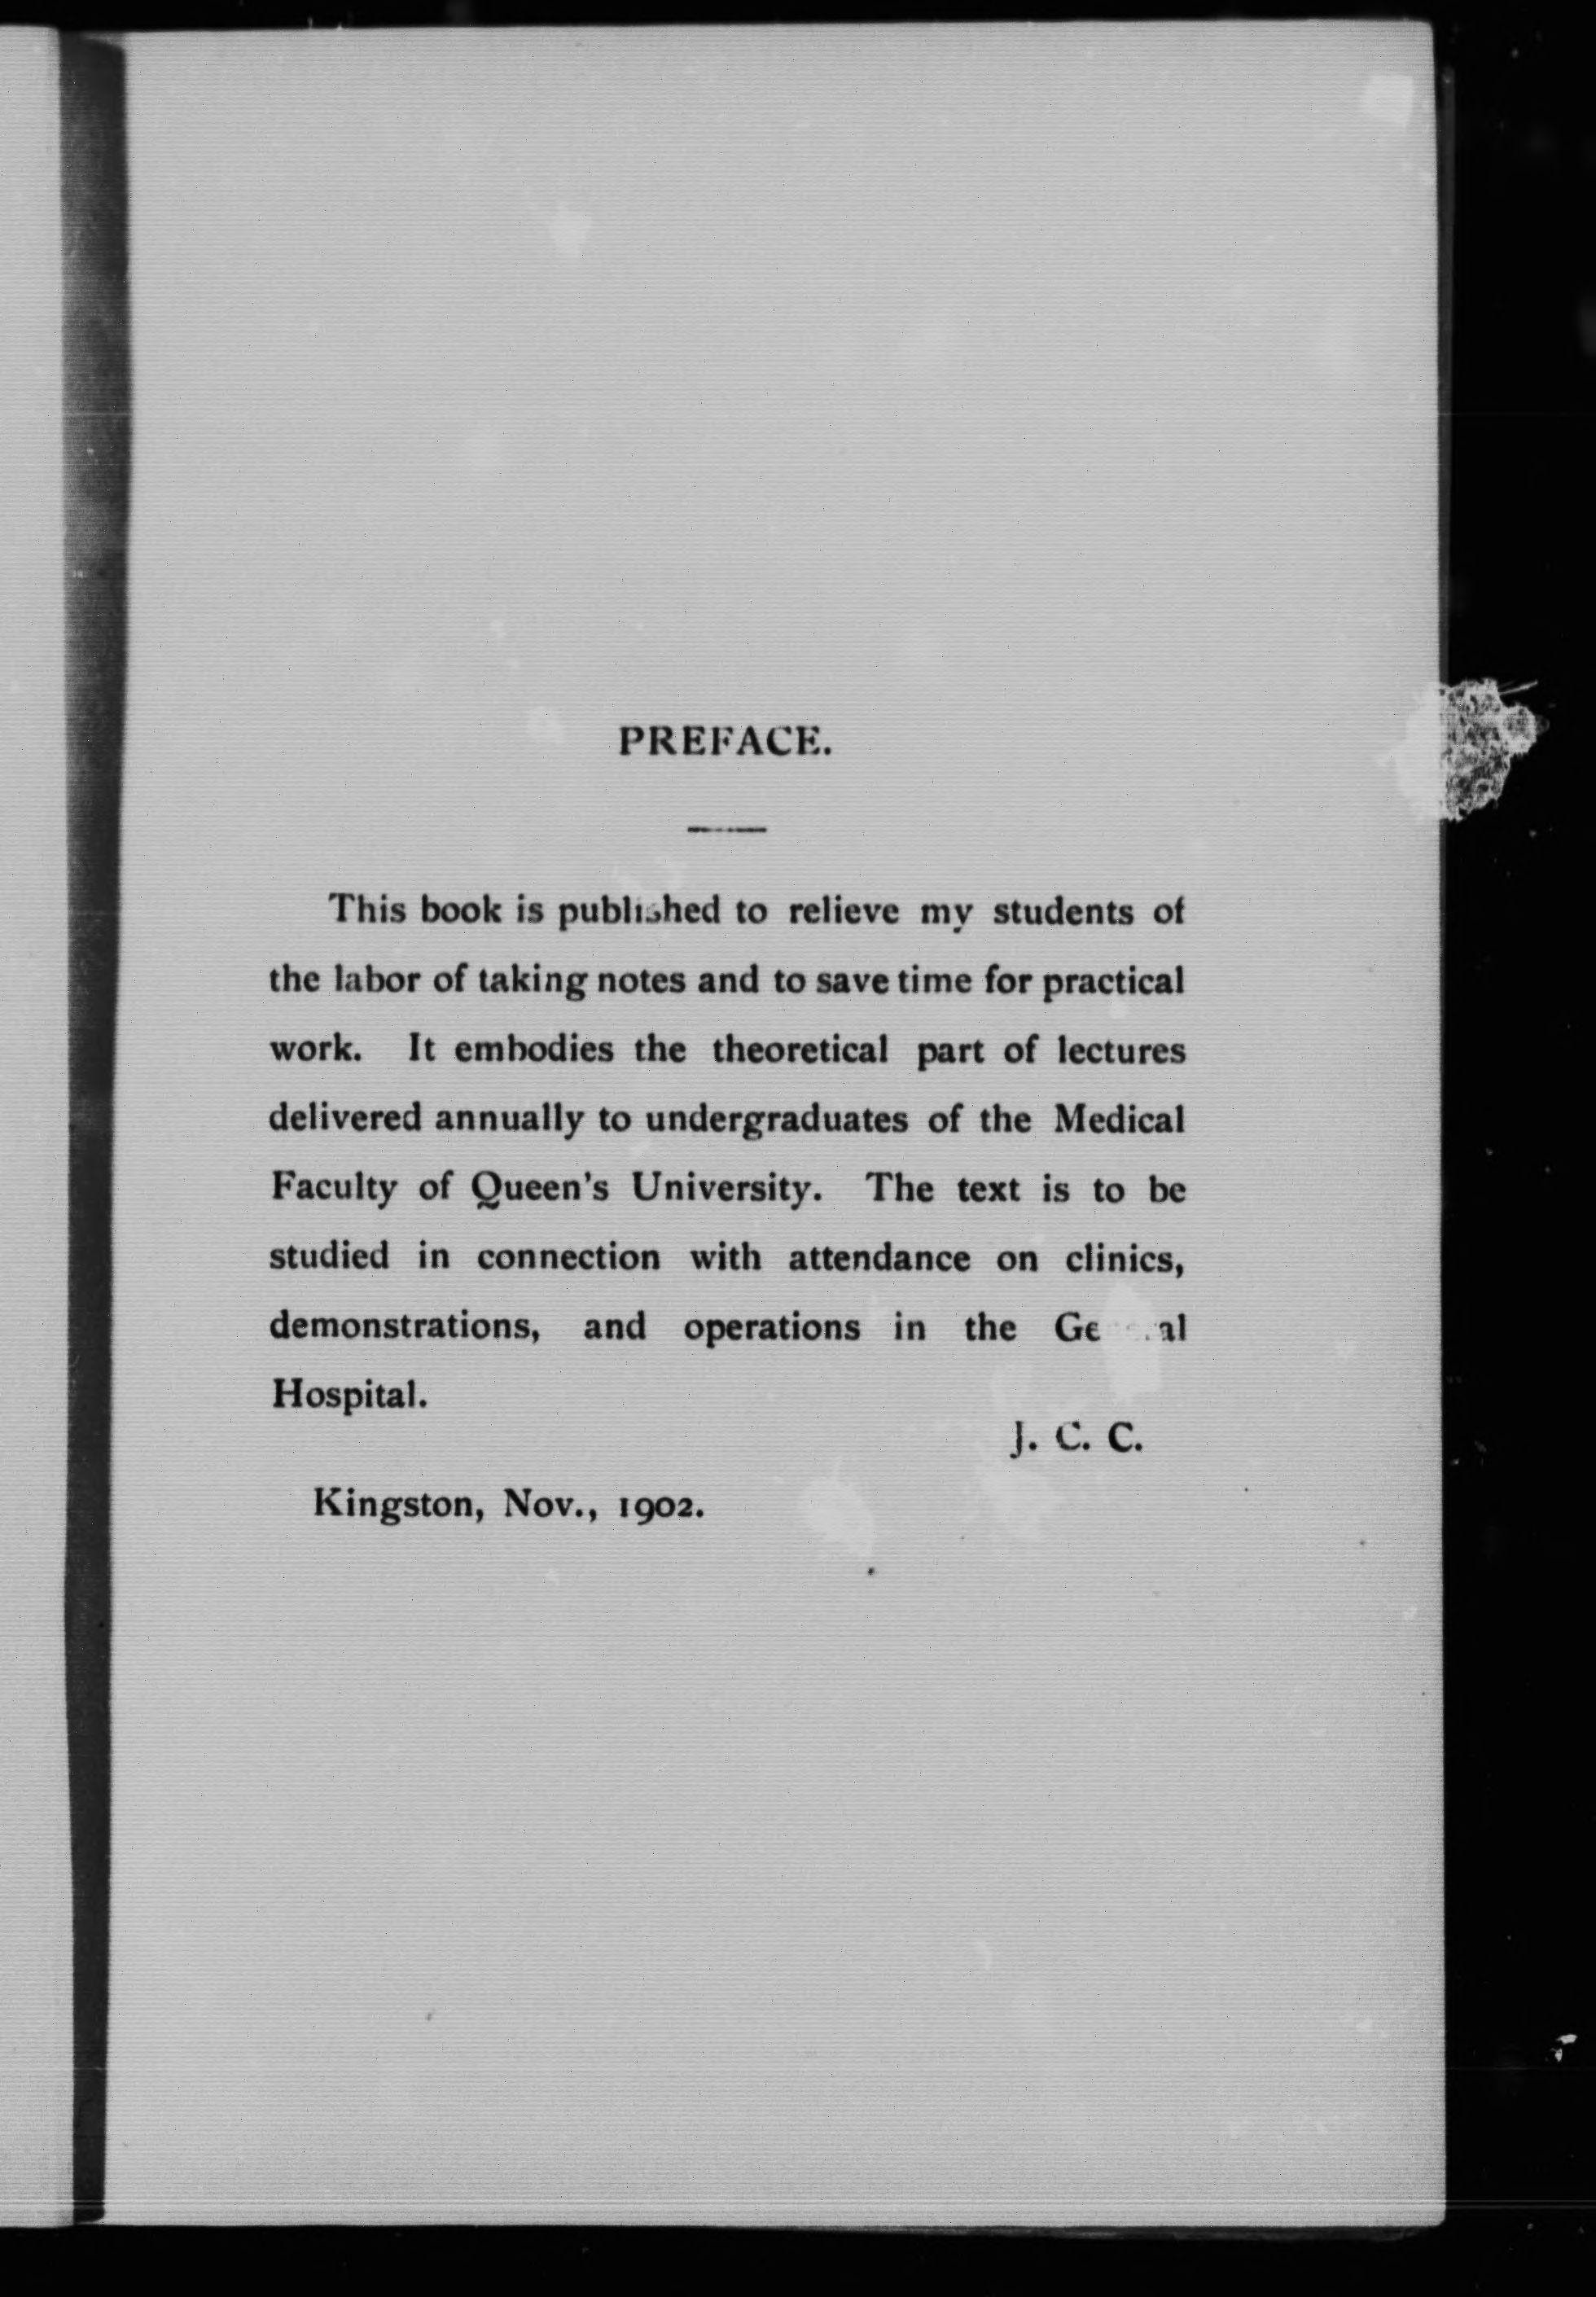 PREFACE.
This book is published to relieve my students of
the labor of taking notes and to save time for practical
work. It embodies the theoretical part of lectures
delivered annually to undergraduates of the Medical
Faculty of Queen's University. The text is to be
studied in connection with attendance on clinics,
demonstrations, and operations in the General
Hospital.
J. C. C.
Kingston, Nov., 1902.